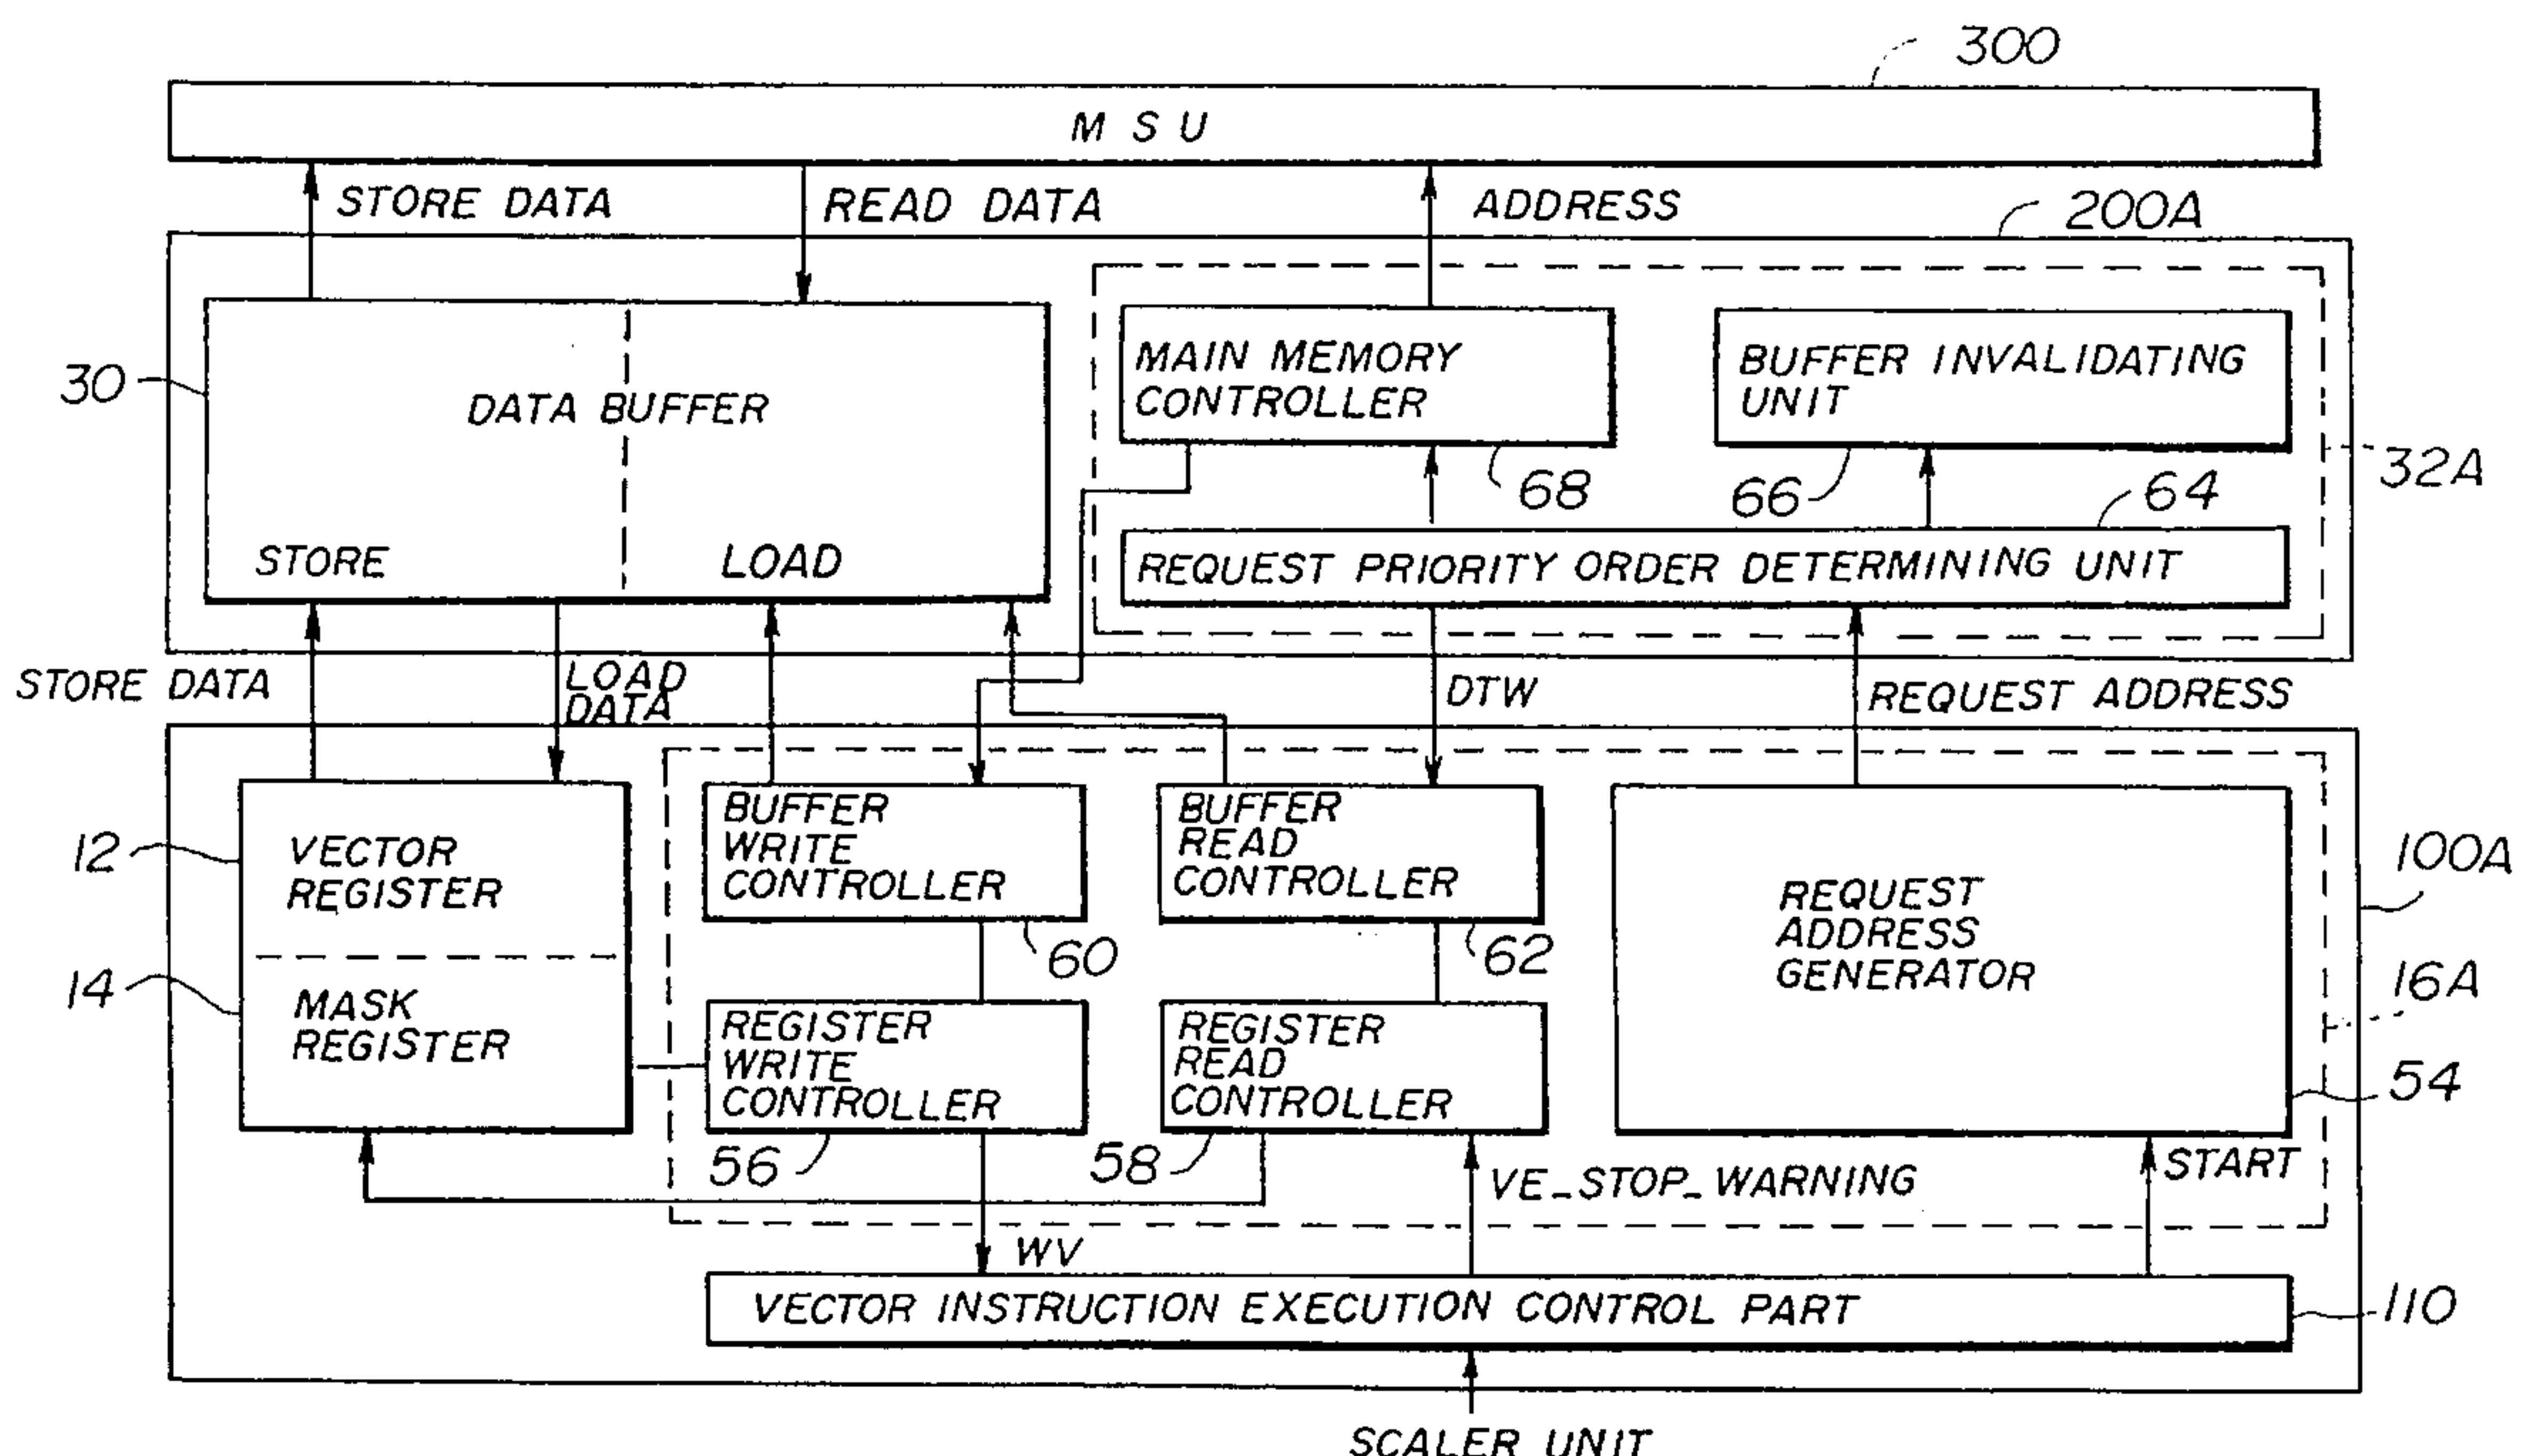 300
M S U
STORE DATA
READ DATA
ADDRESS
200A
30
DATA BUFFER
STORE
LOAD
MAIN MEMORY
CONTROLLER
BUFFER INVALIDATING
UNIT
68
66
64
32A
REQUEST PRIORITY ORDER DETERMINING UNIT
STORE DATA
LOAD
DATA
DTW
REQUEST ADDRESS
12
VECTOR
REGISTER
14
MASK
REGISTER
BUFFER
WRITE
CONTROLLER
60
BUFFER
READ
CONTROLLER
62
REQUEST
ADDRESS
GENERATOR
100A
16A
54
REGISTER
WRITE
CONTROLLER
56
REGISTER
READ
CONTROLLER
58
VE_STOP_WARNING
START
WV
VECTOR INSTRUCTION EXECUTION CONTROL PART
110
SCALER UNIT